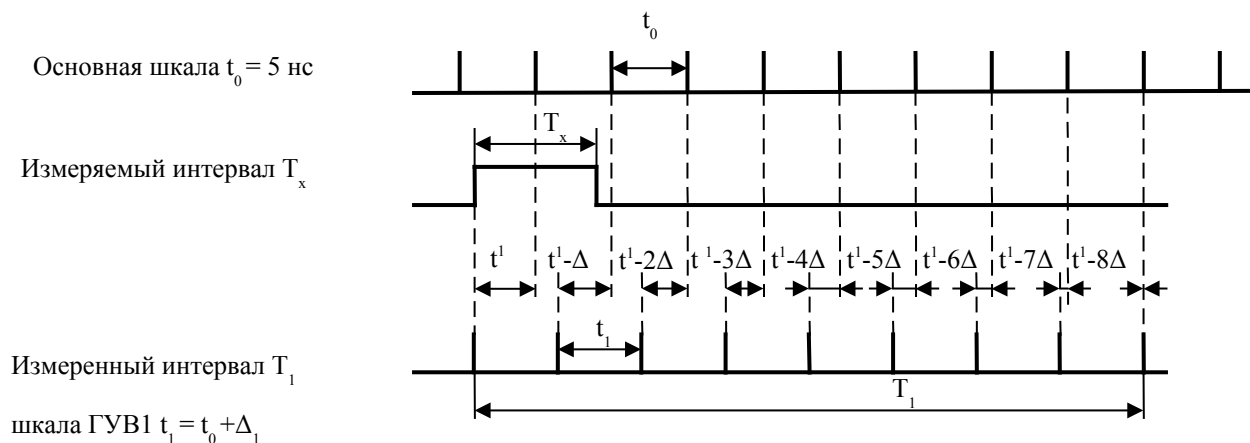 t₀
Основная шкала t₀ = 5 нс
Tₓ
Измеряемый интервал Tₓ
t¹ t¹-Δ t¹-2Δ t ¹-3Δ t¹-4Δ t¹-5Δ t¹-6Δ t¹-7Δ t¹-8Δ
t₁
Измеренный интервал T₁
T₁
шкала ГУВ1 t₁ = t₀ +Δ₁